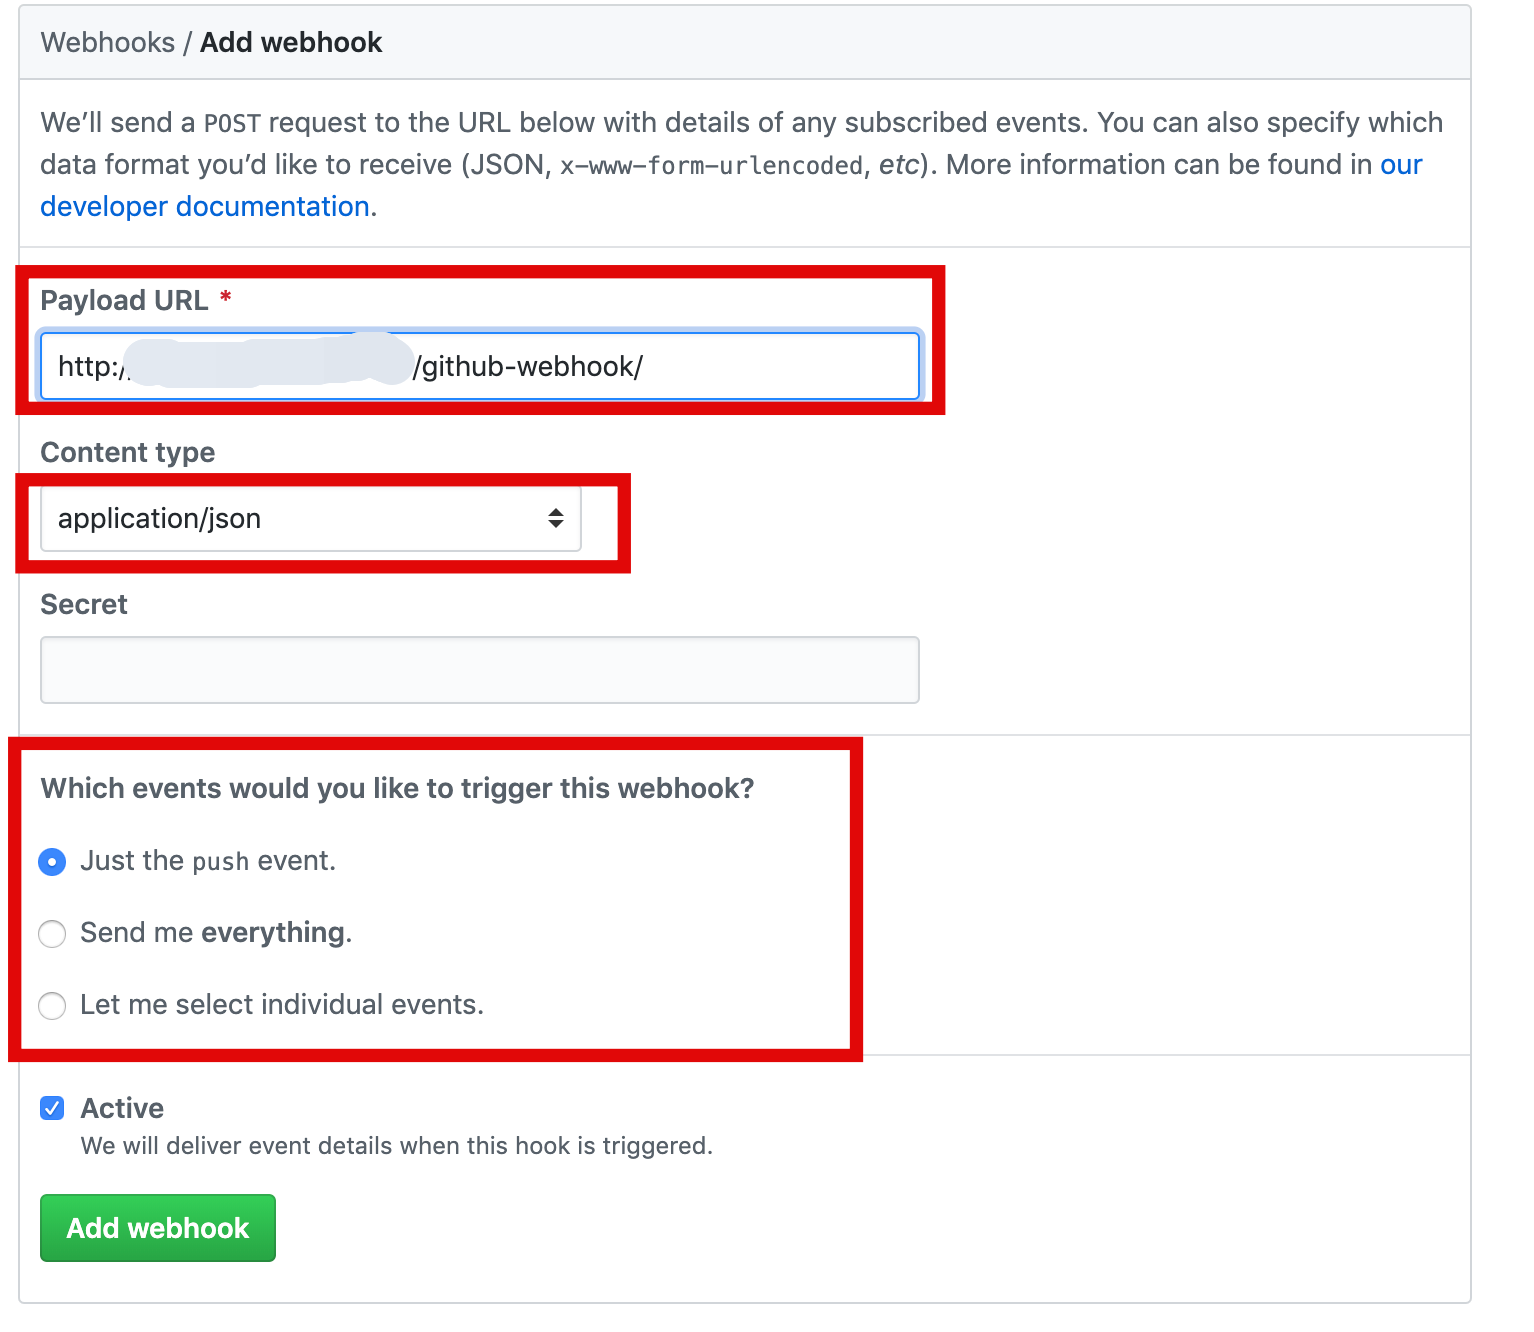 Webhooks / Add webhook
We’ll send a POST request to the URL below with details of any subscribed events. You can also specify which
data format you’d like to receive (JSON, x-www-form-urlencoded, etc). More information can be found in our
developer documentation.
Payload URL *
http:/ /github-webhook/
Content type
application/json
Secret
Which events would you like to trigger this webhook?
Just the push event.
Send me everything.
Let me select individual events.
Active
We will deliver event details when this hook is triggered.
Add webhook